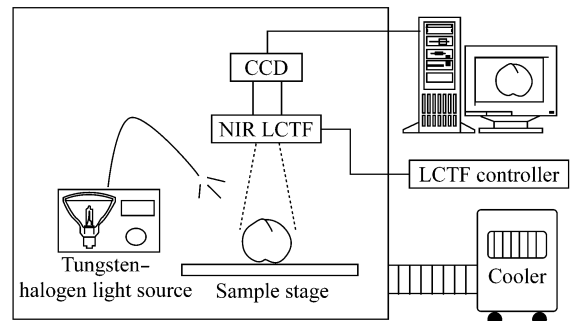 CCD
NIR LCTF
LCTF controller
Tungsten–
halogen light source
Sample stage
Cooler